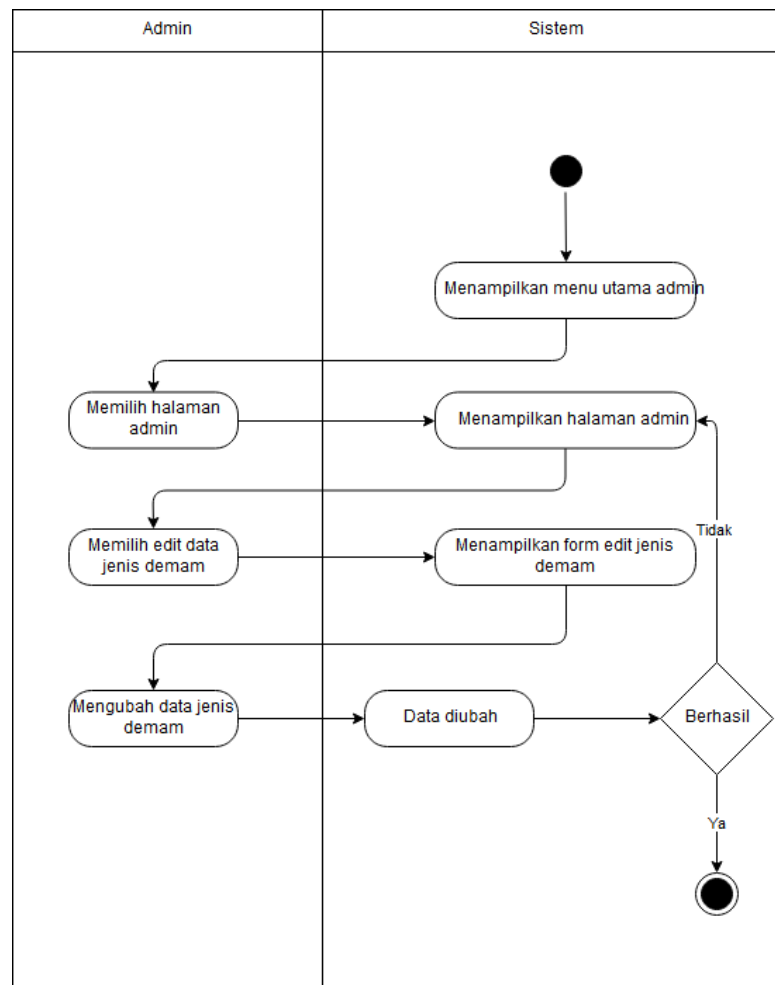 Admin
Sistem
Menampilkan menu utama admin
Memilih halaman
admin
Menampilkan halaman admin
Memilih edit data
jenis demam
Menampilkan form edit jenis
demam
Tidak
Mengubah data jenis
demam
Data diubah
Berhasil
Ya